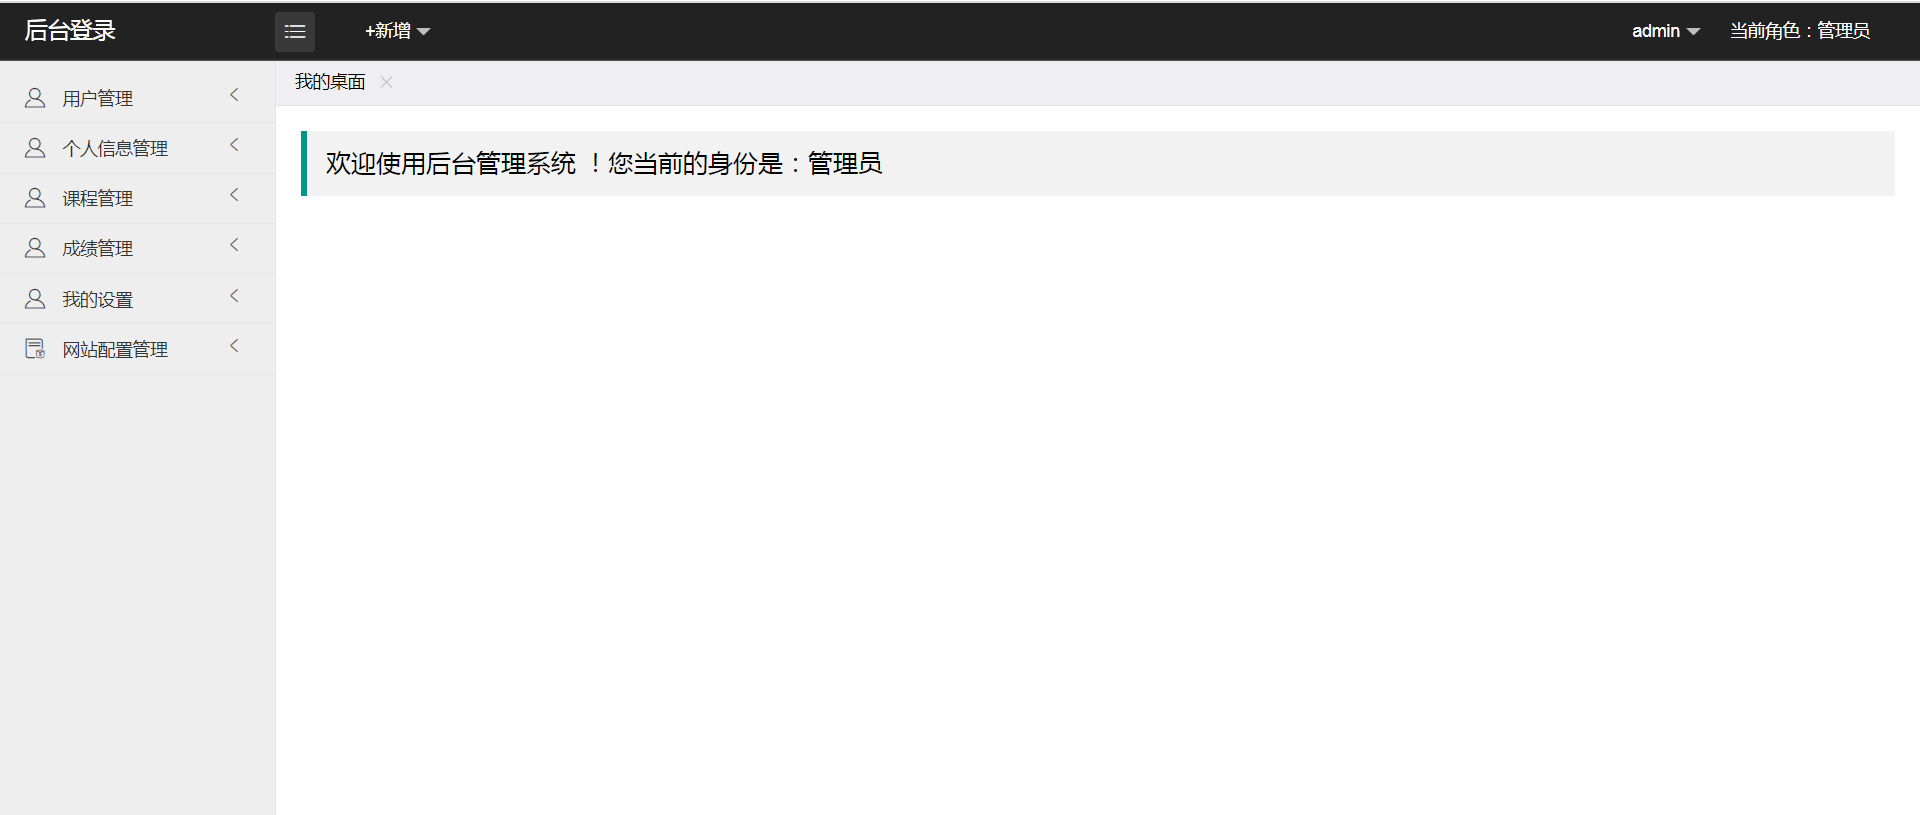 后台登录
+新增
admin
当前角色：管理员
用户管理
个人信息管理
课程管理
成绩管理
我的设置
网站配置管理
我的桌面
欢迎使用后台管理系统 ！您当前的身份是：管理员